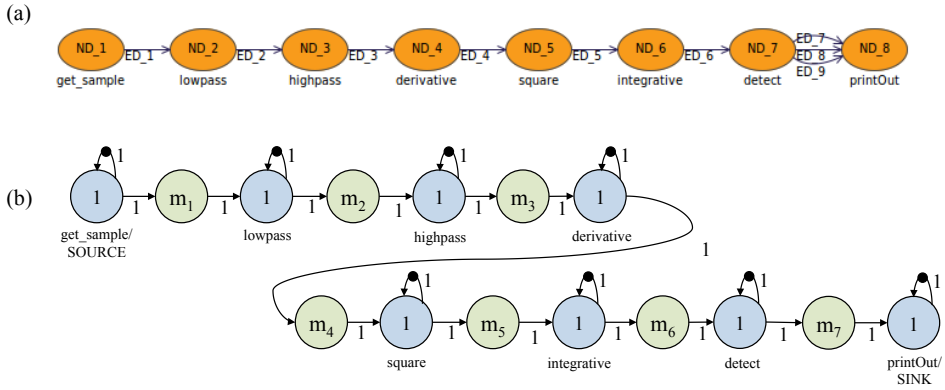 (a)
ND_1 ED_1 ND_2 ED_2 ND_3 ED_3 ND_4 ED_4 ND_5 ED_5 ND_6 ED_6 ND_7 ED_7 ED_8 ED_9 ND_8
get_sample lowpass highpass derivative square integrative detect printOut
(b)
1 1 1 1
1 1 m₁ 1 1 1 m₂ 1 1 1 m₃ 1 1
get_sample/
SOURCE
lowpass highpass derivative
1
1 1 1 1
m₄ 1 1 1 m₅ 1 1 1 m₆ 1 1 1 m₇ 1 1
square integrative detect printOut/
SINK